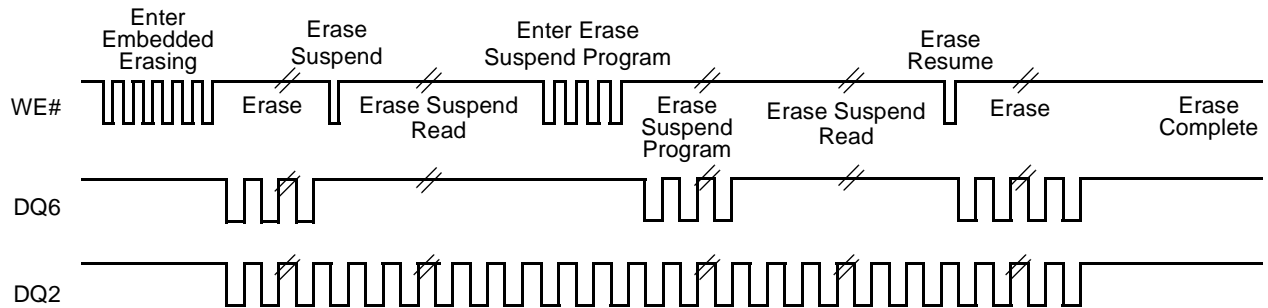 Enter
Embedded
Erasing
Erase
Suspend
Enter Erase
Suspend Program
Erase
Resume
WE#
Erase
Erase Suspend
Read
Erase
Suspend
Program
Erase Suspend
Read
Erase
Erase
Complete
DQ6
DQ2